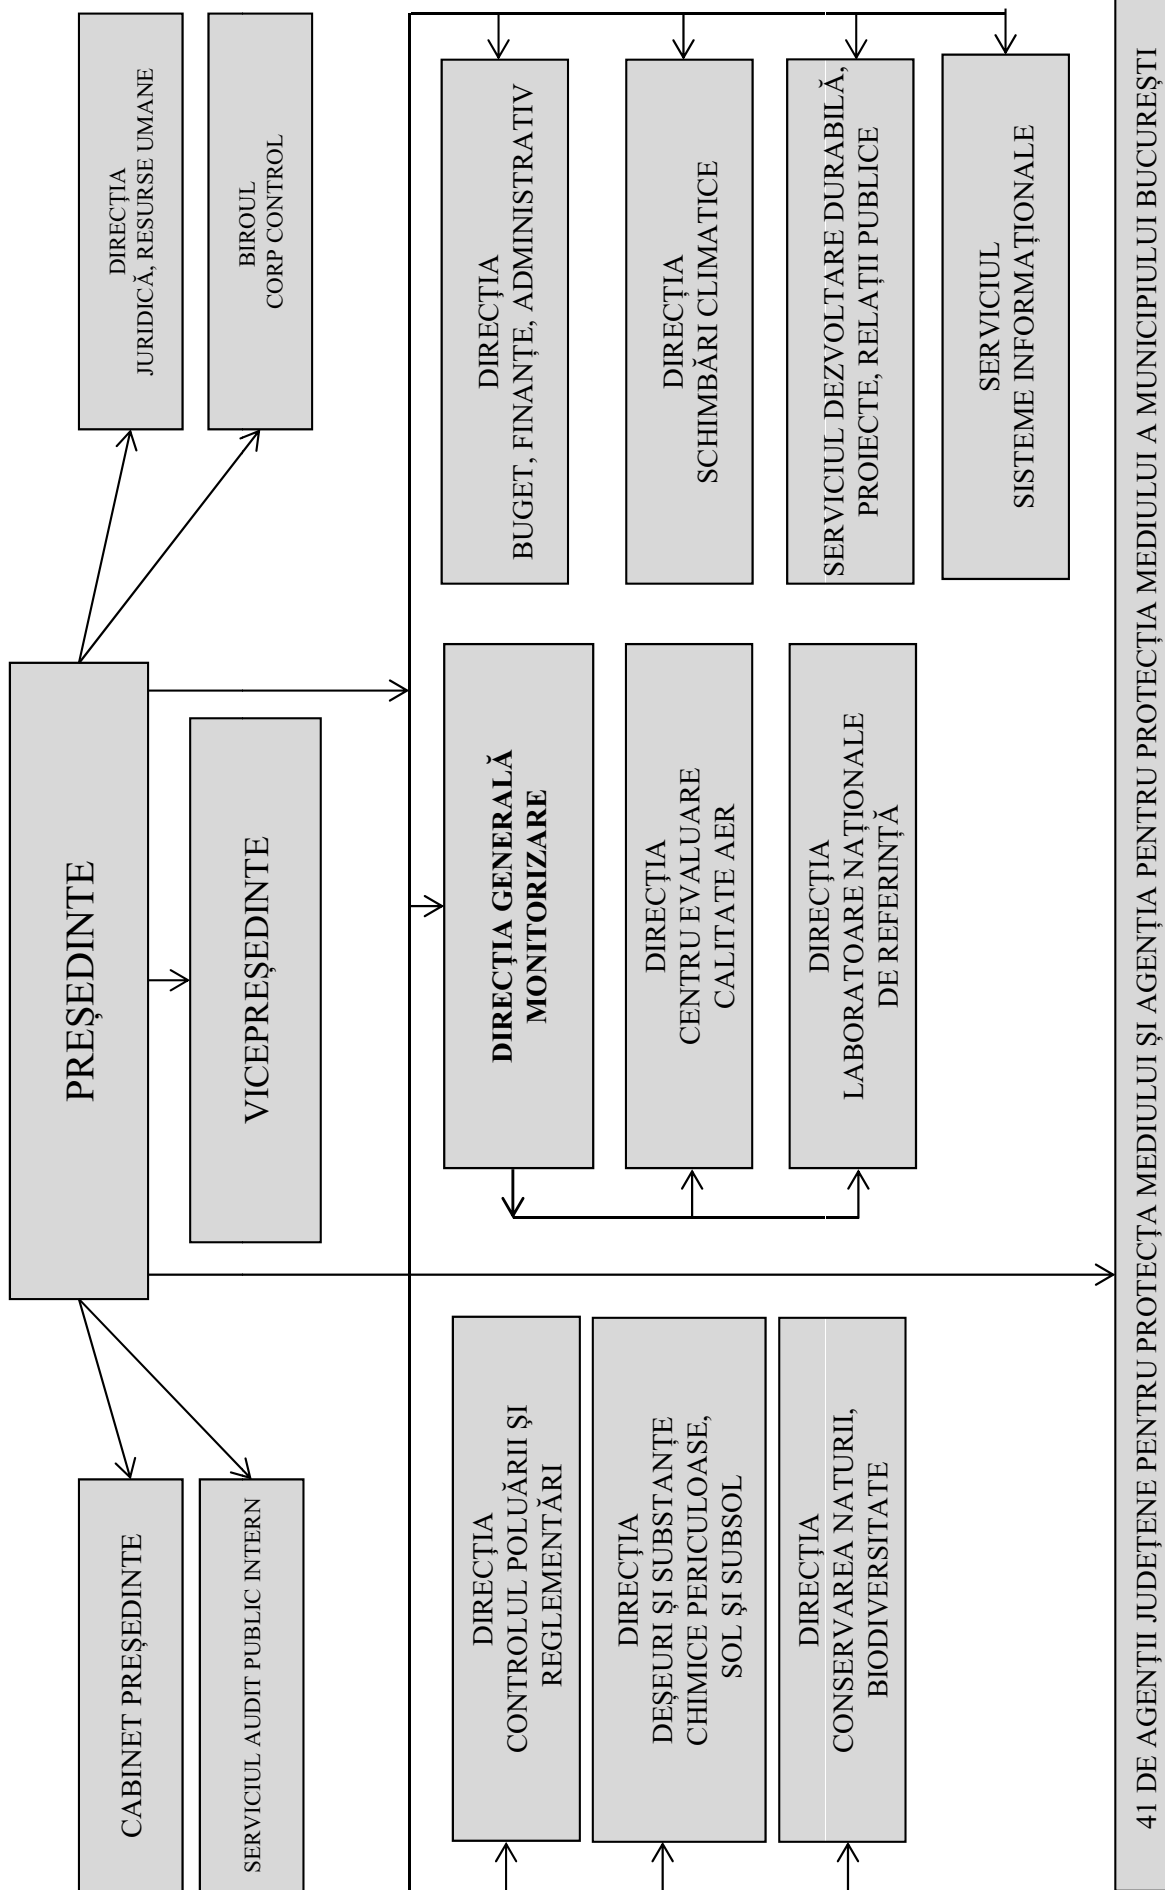 PREȘEDINTE
CABINET PREȘEDINTE
SERVICIUL AUDIT PUBLIC INTERN
VICEPREȘEDINTE
DIRECȚIA
JURIDICĂ, RESURSE UMANE
BIROUL
CORP CONTROL
DIRECȚIA
CONTROLUL POLUĂRII ȘI
REGLEMENTĂRI
DIRECȚIA
DEȘEURI ȘI SUBSTANȚE
CHIMICE PERICULOASE,
SOL ȘI SUBSOL
DIRECȚIA
CONSERVAREA NATURII,
BIODIVERSITATE
DIRECȚIA GENERALĂ
MONITORIZARE
DIRECȚIA
CENTRU EVALUARE
CALITATE AER
DIRECȚIA
LABORATOARE NAȚIONALE
DE REFERINȚĂ
DIRECȚIA
BUGET, FINANȚE, ADMINISTRATIV
DIRECȚIA
SCHIMBĂRI CLIMATICE
SERVICIUL DEZVOLTARE DURABILĂ,
PROIECTE, RELAȚII PUBLICE
SERVICIUL
SISTEME INFORMAȚIONALE
41 DE AGENȚII JUDEȚENE PENTRU PROTECȚA MEDIULUI ȘI AGENȚIA PENTRU PROTECȚIA MEDIULUI A MUNICIPIULUI BUCUREȘTI